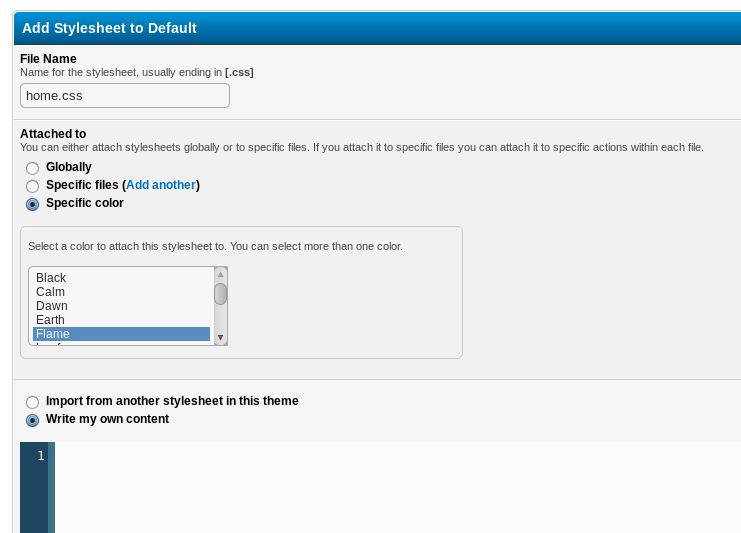 Add Stylesheet to Default
File Name
Name for the stylesheet, usually ending in [.css]
home.css
Attached to
You can either attach stylesheets globally or to specific files. If you attach it to specific files you can attach it to specific actions within each file.
Globally
Specific files (Add another)
Specific color
Select a color to attach this stylesheet to. You can select more than one color.
Black
Calm
Dawn
Earth
Flame
Import from another stylesheet in this theme
Write my own content
1